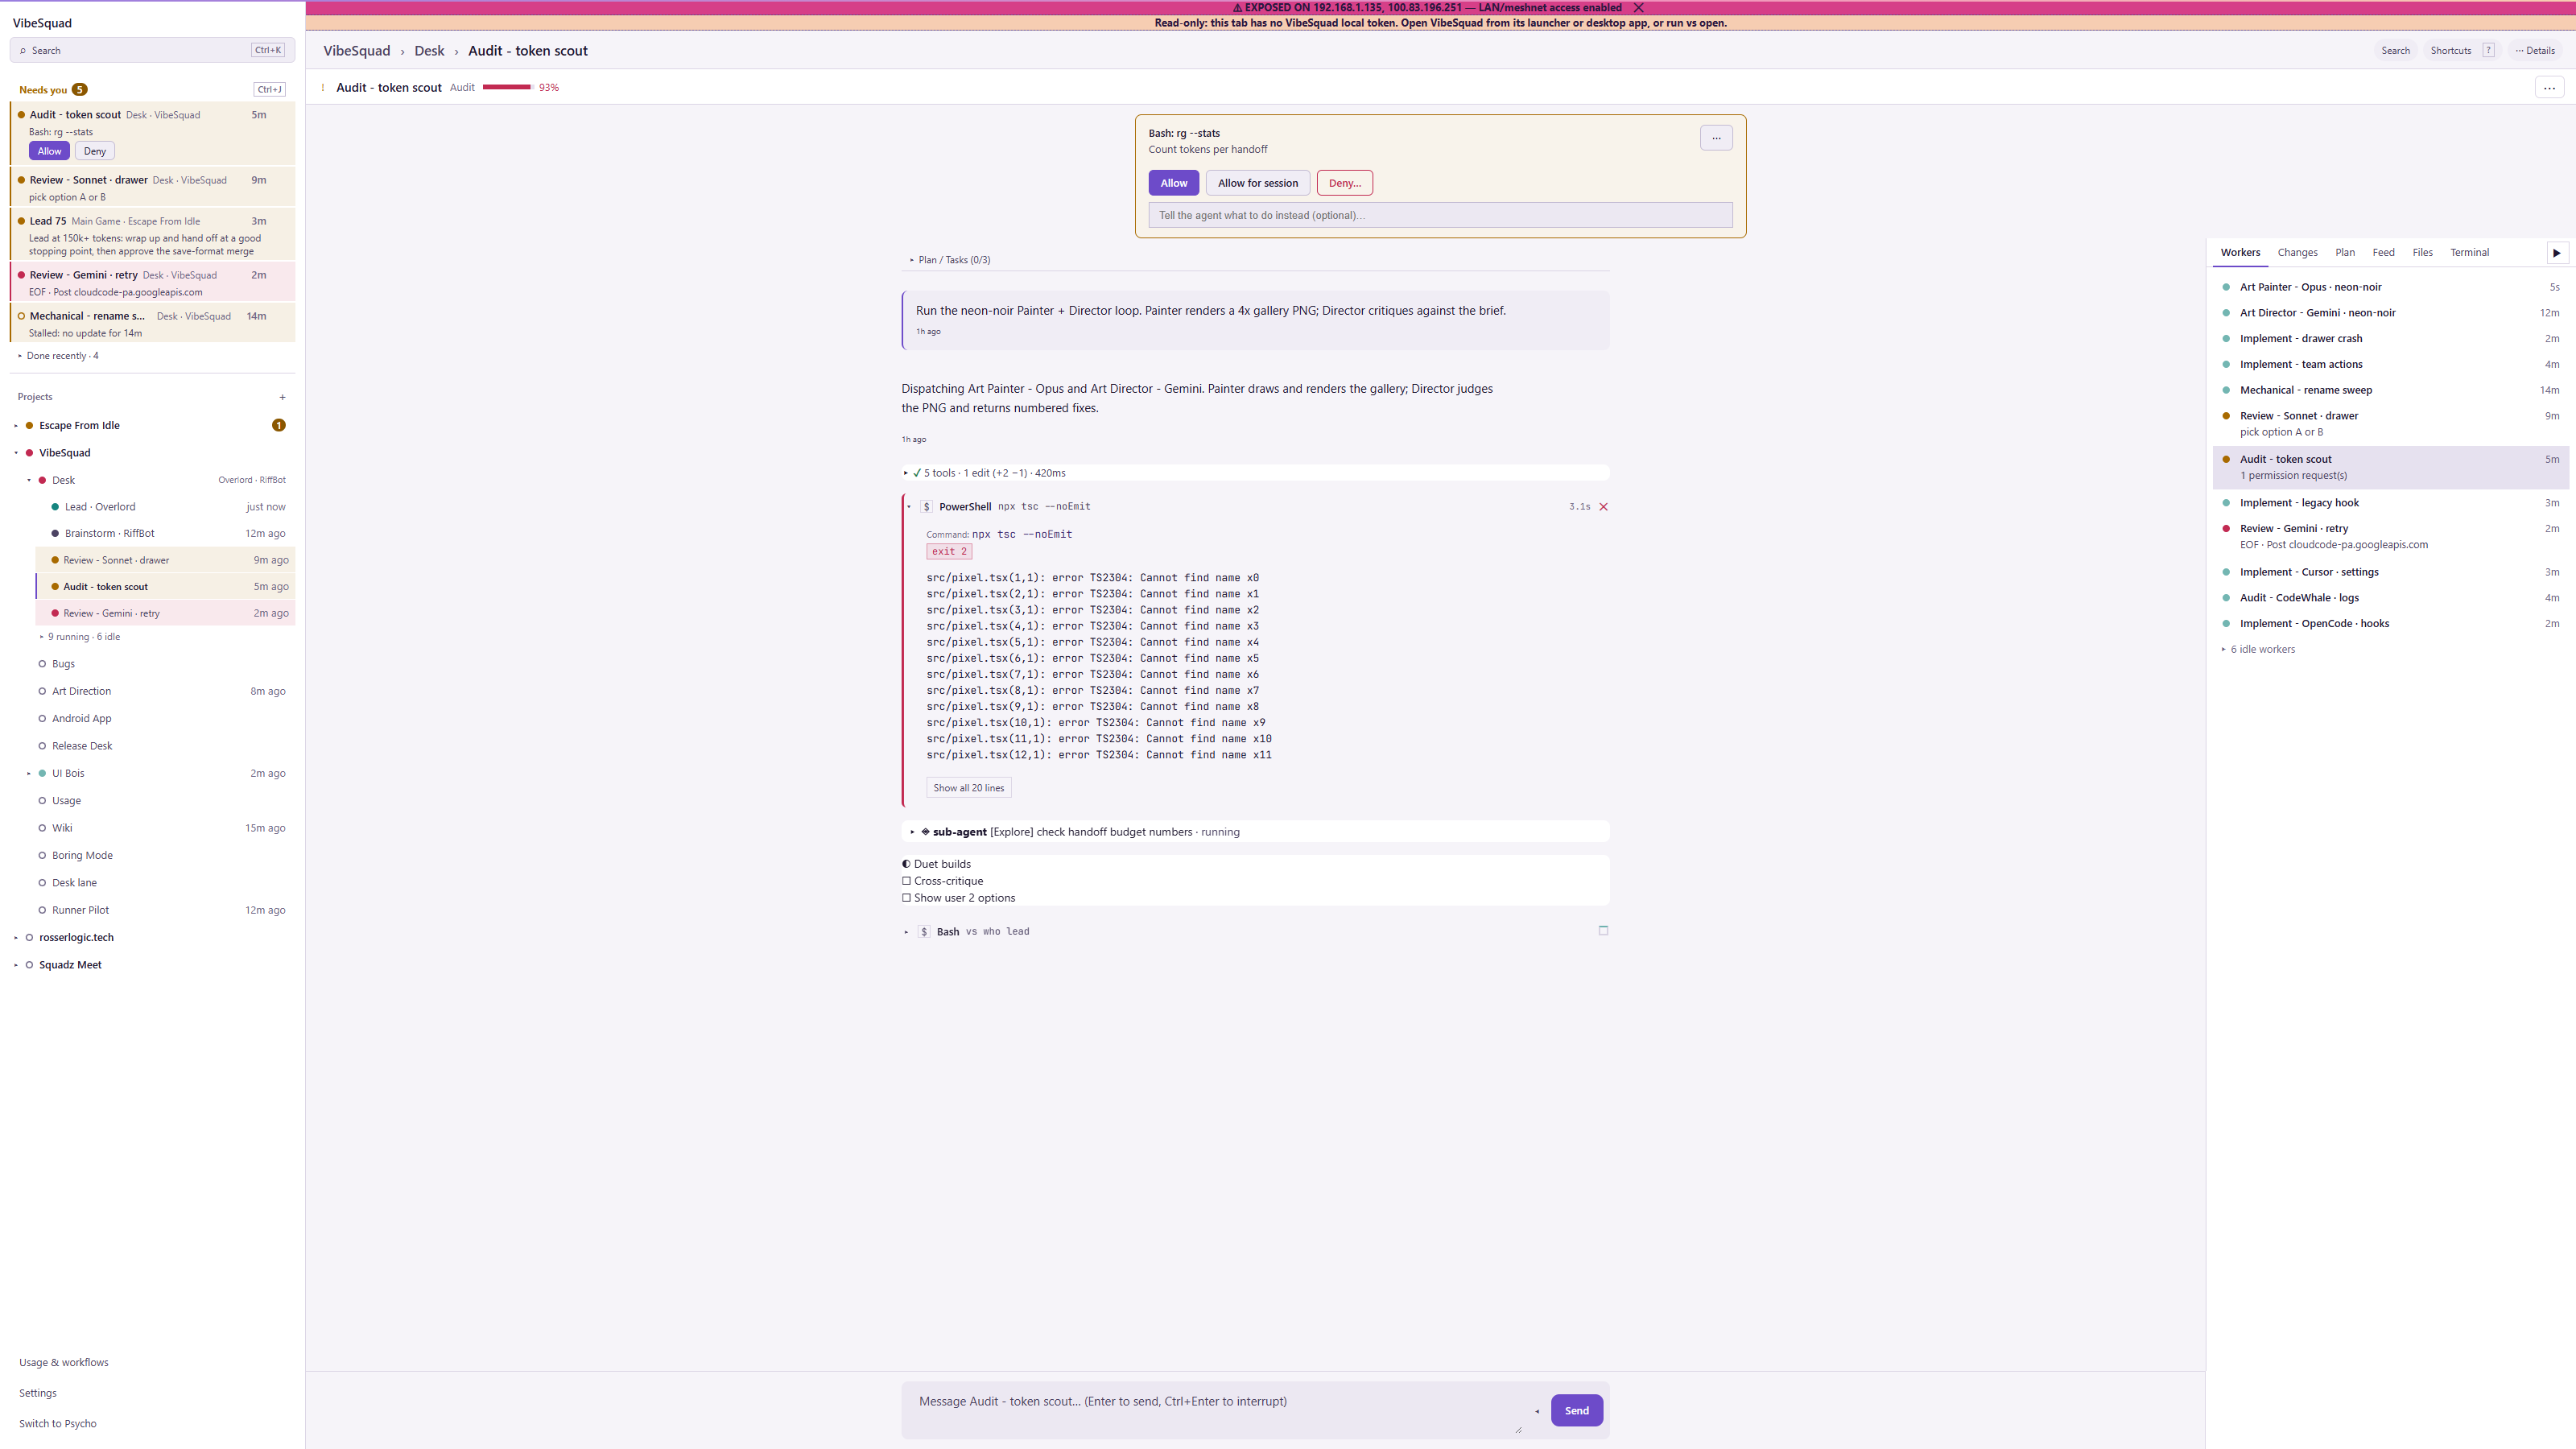 VibeSquad
Search Ctrl+K
Needs you 5 Ctrl+J
Audit - token scout Desk · VibeSquad 5m
Bash: rg --stats
Allow Deny
Review - Sonnet · drawer Desk · VibeSquad 9m
pick option A or B
Lead 75 Main Game · Escape From Idle 3m
Lead at 150k+ tokens: wrap up and hand off at a good
stopping point, then approve the save-format merge
Review - Gemini · retry Desk · VibeSquad 2m
EOF · Post cloudcode-pa.googleapis.com
Mechanical - rename s... Desk · VibeSquad 14m
Stalled: no update for 14m
▸ Done recently · 4
Projects +
Escape From Idle 1
VibeSquad
Desk Overlord · RiffBot
Lead · Overlord just now
Brainstorm · RiffBot 12m ago
Review - Sonnet · drawer 9m ago
Audit - token scout 5m ago
Review - Gemini · retry 2m ago
▸ 9 running · 6 idle
Bugs
Art Direction 8m ago
Android App
Release Desk
UI Bois 2m ago
Usage
Wiki 15m ago
Boring Mode
Desk lane
Runner Pilot 12m ago
rosserlogic.tech
Squadz Meet
Usage & workflows
Settings
Switch to Psycho
⚠ EXPOSED ON 192.168.1.135, 100.83.196.251 — LAN/meshnet access enabled ✕
Read-only: this tab has no VibeSquad local token. Open VibeSquad from its launcher or desktop app, or run vs open.
VibeSquad › Desk › Audit - token scout
Search Shortcuts ? ··· Details
! Audit - token scout Audit 93% ...
Bash: rg --stats ...
Count tokens per handoff
Allow Allow for session Deny...
Tell the agent what to do instead (optional)...
▸ Plan / Tasks (0/3)
Run the neon-noir Painter + Director loop. Painter renders a 4x gallery PNG; Director critiques against the brief.
1h ago
Dispatching Art Painter - Opus and Art Director - Gemini. Painter draws and renders the gallery; Director judges
the PNG and returns numbered fixes.
1h ago
▸ ✓ 5 tools · 1 edit (+2 −1) · 420ms
$ PowerShell npx tsc --noEmit 3.1s ✕
Command: npx tsc --noEmit
exit 2
src/pixel.tsx(1,1): error TS2304: Cannot find name x0
src/pixel.tsx(2,1): error TS2304: Cannot find name x1
src/pixel.tsx(3,1): error TS2304: Cannot find name x2
src/pixel.tsx(4,1): error TS2304: Cannot find name x3
src/pixel.tsx(5,1): error TS2304: Cannot find name x4
src/pixel.tsx(6,1): error TS2304: Cannot find name x5
src/pixel.tsx(7,1): error TS2304: Cannot find name x6
src/pixel.tsx(8,1): error TS2304: Cannot find name x7
src/pixel.tsx(9,1): error TS2304: Cannot find name x8
src/pixel.tsx(10,1): error TS2304: Cannot find name x9
src/pixel.tsx(11,1): error TS2304: Cannot find name x10
src/pixel.tsx(12,1): error TS2304: Cannot find name x11
Show all 20 lines
▸ ◈ sub-agent [Explore] check handoff budget numbers · running
◐ Duet builds
☐ Cross-critique
☐ Show user 2 options
▸ $ Bash vs who lead
Message Audit - token scout... (Enter to send, Ctrl+Enter to interrupt)
Send
Workers Changes Plan Feed Files Terminal
Art Painter - Opus · neon-noir 5s
Art Director - Gemini · neon-noir 12m
Implement - drawer crash 2m
Implement - team actions 4m
Mechanical - rename sweep 14m
Review - Sonnet · drawer 9m
pick option A or B
Audit - token scout 5m
1 permission request(s)
Implement - legacy hook 3m
Review - Gemini · retry 2m
EOF · Post cloudcode-pa.googleapis.com
Implement - Cursor · settings 3m
Audit - CodeWhale · logs 4m
Implement - OpenCode · hooks 2m
▸ 6 idle workers